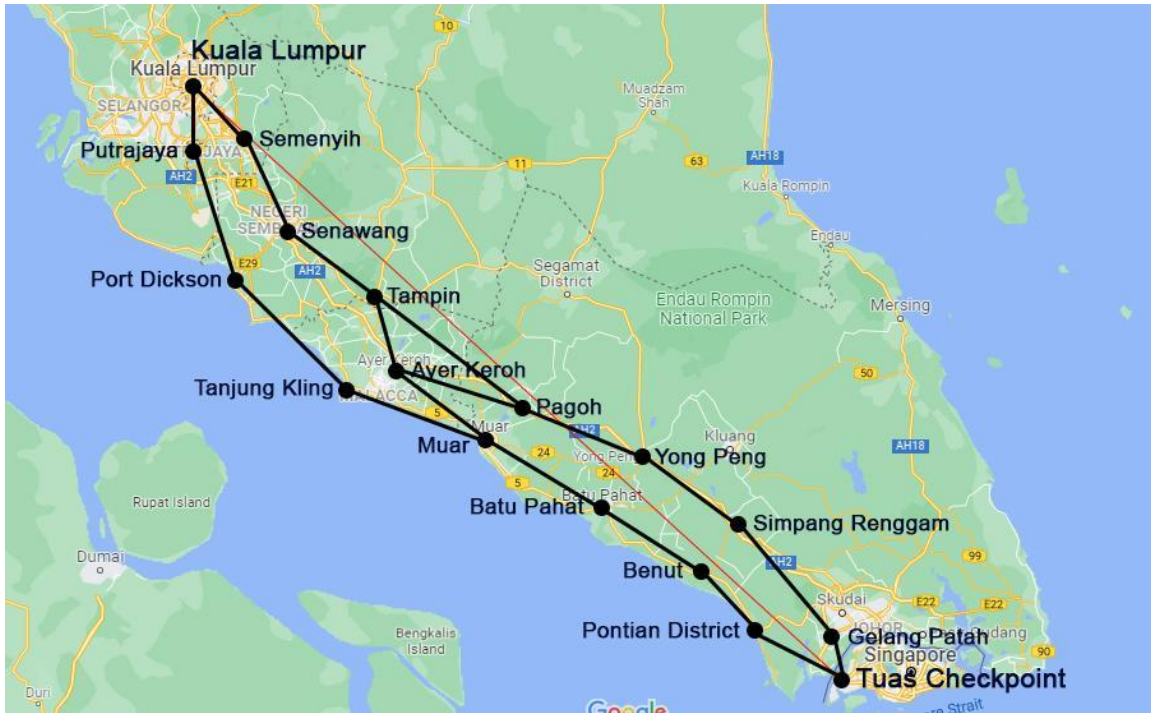 10
Kuala Lumpur
Kuala Lumpur
SELANGOR
Muadzam
Shah
Semenyih
Putrajaya
AH2
E21
11
63
AH18
Kuala Rompin
NEGERI
Senawang
Endau
E29
AH2
Segamat
District
Port Dickson
Tampin
Endau Rompin
National Park
Mersing
Ayer Keroh
Ayer Keroh
50
Tanjung Kling
MALACCA
5
Pagoh
Muar
AH2
Muar
Kluang
AH18
24
Yong Peng
Yong Peng
5
24
Rupat Island
Batu Pahat
Batu Pahat
Simpang Renggam
Dumai
99
AH2
Benut
Skudai
E22
E22
Bengkalis
Island
Pontian District
JOHOR
Gelang Patah
90
Singapore
Tuas Checkpoint
Duri
Google